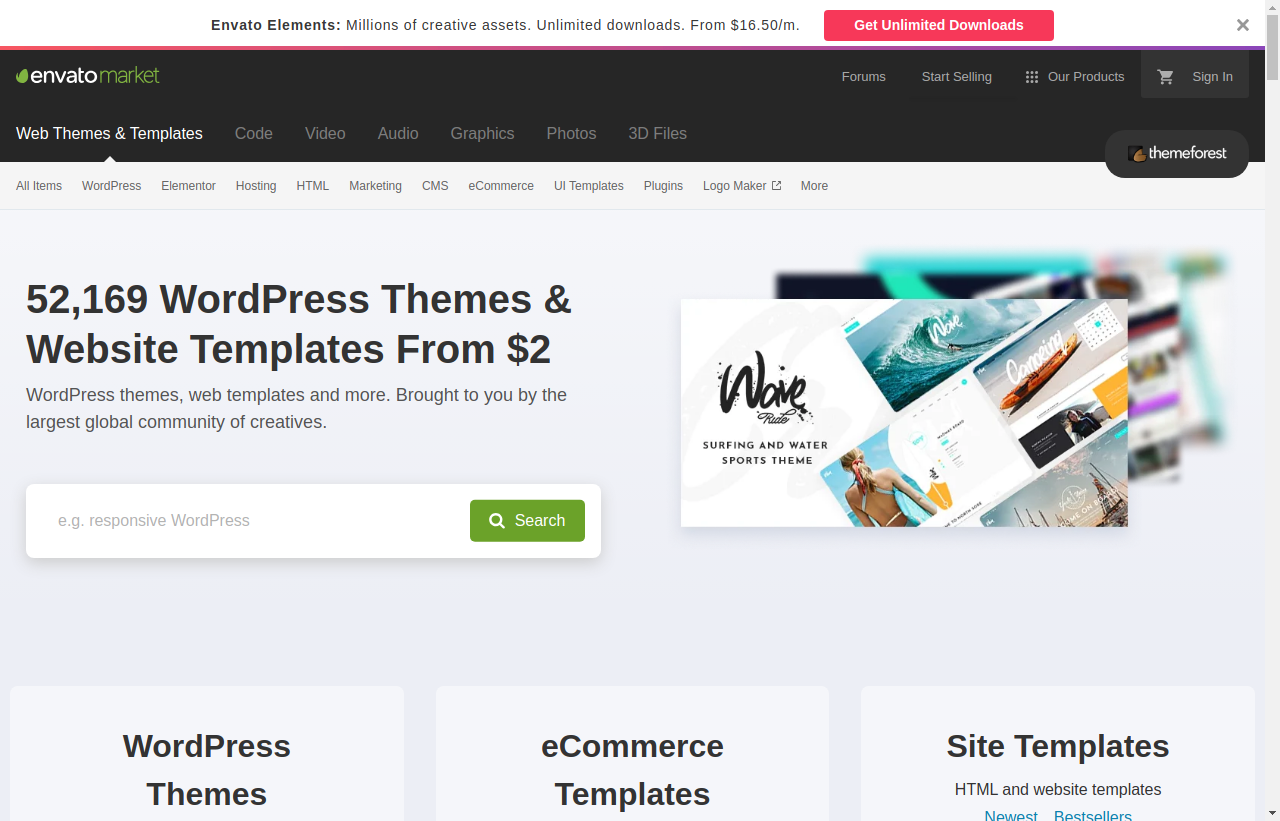 Envato Elements: Millions of creative assets. Unlimited downloads. From $16.50/m.
Get Unlimited Downloads
envatomarket
Forums
Start Selling
Our Products
Sign In
Web Themes & Templates
Code
Video
Audio
Graphics
Photos
3D Files
themeforest
All Items
WordPress
Elementor
Hosting
HTML
Marketing
CMS
eCommerce
UI Templates
Plugins
Logo Maker
More
52,169 WordPress Themes &
Website Templates From $2
WordPress themes, web templates and more. Brought to you by the
largest global community of creatives.
e.g. responsive WordPress
Search
Wave
Ride
SURFING AND WATER
SPORTS THEME
Wave
Canoeing
WordPress
Themes
eCommerce
Templates
Site Templates
HTML and website templates
Newest
Bestsellers